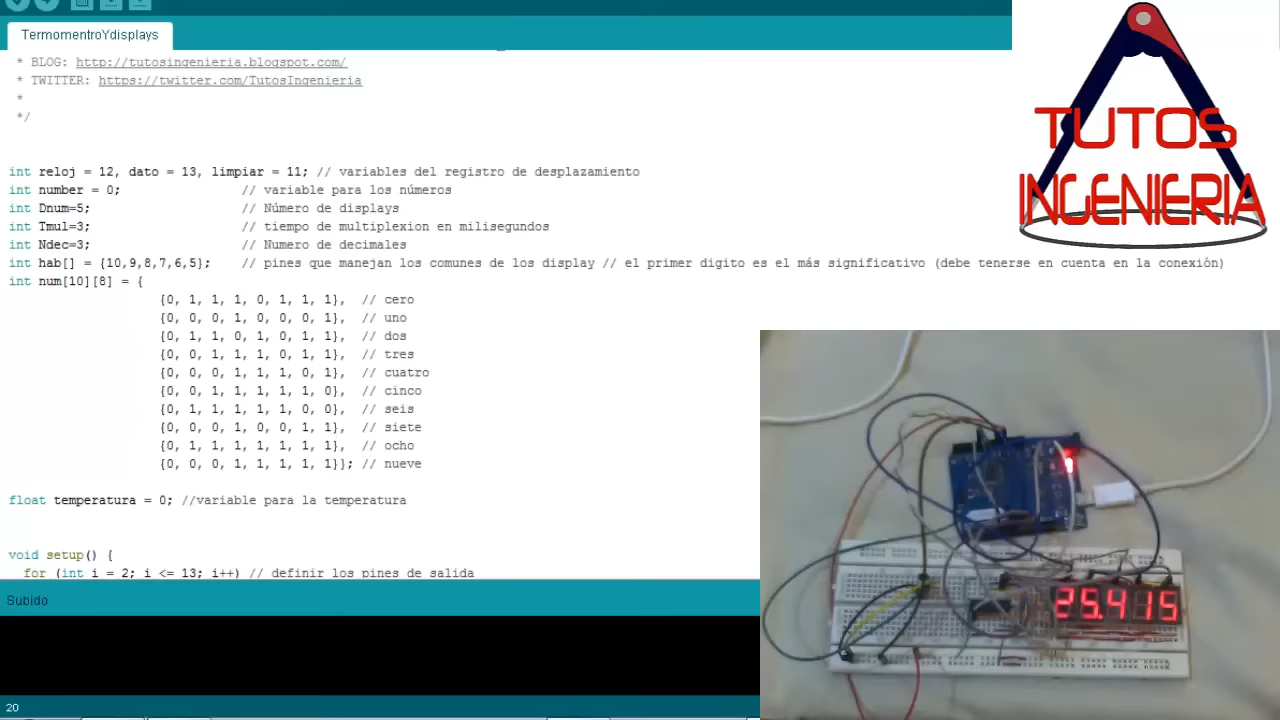 TermomentroYdisplays
* BLOG: http://tutosingenieria.blogspot.com/
* TWITTER: https://twitter.com/TutosIngenieria
*
*/
int reloj = 12, dato = 13, limpiar = 11; // variables del registro de desplazamiento
int number = 0; // variable para los números
int Dnum=5; // Número de displays
int Tmul=3; // tiempo de multiplexion en milisegundos
int Ndec=3; // Numero de decimales
int hab[] = {10,9,8,7,6,5}; // pines que manejan los comunes de los display // el primer digito es el más significativo (debe tenerse en cuenta en la conexión)
int num[10][8] = {
{0, 1, 1, 1, 0, 1, 1, 1}, // cero
{0, 0, 0, 1, 0, 0, 0, 1}, // uno
{0, 1, 1, 0, 1, 0, 1, 1}, // dos
{0, 0, 1, 1, 1, 0, 1, 1}, // tres
{0, 0, 0, 1, 1, 1, 0, 1}, // cuatro
{0, 0, 1, 1, 1, 1, 1, 0}, // cinco
{0, 1, 1, 1, 1, 1, 0, 0}, // seis
{0, 0, 0, 1, 0, 0, 1, 1}, // siete
{0, 1, 1, 1, 1, 1, 1, 1}, // ocho
{0, 0, 0, 1, 1, 1, 1, 1}}; // nueve
float temperatura = 0; //variable para la temperatura
void setup() {
for (int i = 2; i <= 13; i++) // definir los pines de salida
Subido
20
TUTOS
INGENIERIA
25.415.